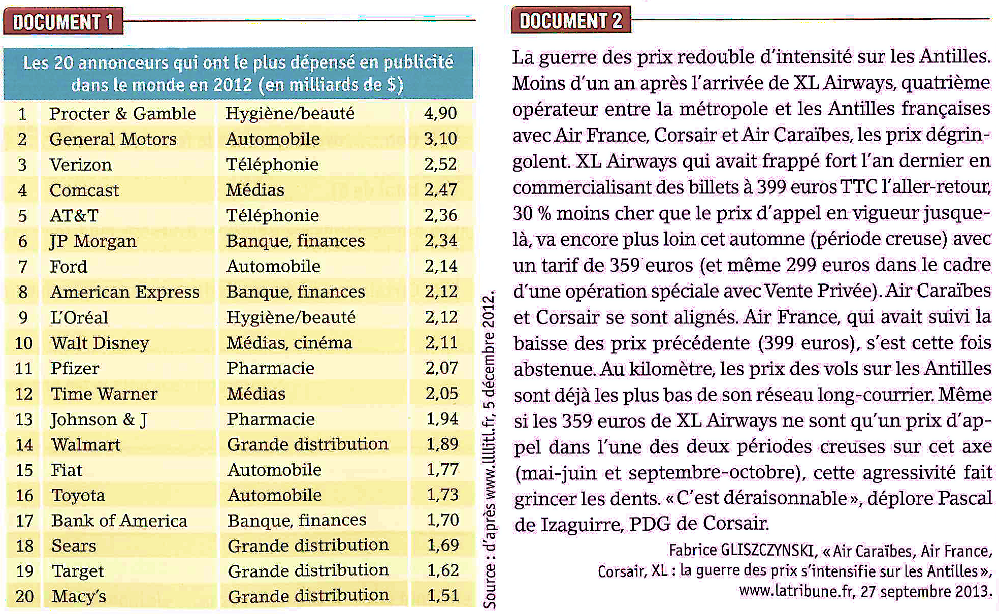 DOCUMENT 1
Les 20 annonceurs qui ont le plus dépensé en publicité
dans le monde en 2012 (en milliards de $)
1 Procter & Gamble Hygiène/beauté 4,90
2 General Motors Automobile 3,10
3 Verizon Téléphonie 2,52
4 Comcast Médias 2,47
5 AT&T Téléphonie 2,36
6 JP Morgan Banque, finances 2,34
7 Ford Automobile 2,14
8 American Express Banque, finances 2,12
9 L'Oréal Hygiène/beauté 2,12
10 Walt Disney Médias, cinéma 2,11
11 Pfizer Pharmacie 2,07
12 Time Warner Médias 2,05
13 Johnson & J Pharmacie 1,94
14 Walmart Grande distribution 1,89
15 Fiat Automobile 1,77
16 Toyota Automobile 1,73
17 Bank of America Banque, finances 1,70
18 Sears Grande distribution 1,69
19 Target Grande distribution 1,62
20 Macy's Grande distribution 1,51
Source : d'après www.lllitl.fr, 5 décembre 2012.
DOCUMENT 2
La guerre des prix redouble d'intensité sur les Antilles.
Moins d'un an après l'arrivée de XL Airways, quatrième
opérateur entre la métropole et les Antilles françaises
avec Air France, Corsair et Air Caraïbes, les prix dégrin-
golent. XL Airways qui avait frappé fort l'an dernier en
commercialisant des billets à 399 euros TTC l'aller-retour,
30 % moins cher que le prix d'appel en vigueur jusque-
là, va encore plus loin cet automne (période creuse) avec
un tarif de 359 euros (et même 299 euros dans le cadre
d'une opération spéciale avec Vente Privée). Air Caraïbes
et Corsair se sont alignés. Air France, qui avait suivi la
baisse des prix précédente (399 euros), s'est cette fois
abstenue. Au kilomètre, les prix des vols sur les Antilles
sont déjà les plus bas de son réseau long-courrier. Même
si les 359 euros de XL Airways ne sont qu'un prix d'ap-
pel dans l'une des deux périodes creuses sur cet axe
(mai-juin et septembre-octobre), cette agressivité fait
grincer les dents. « C'est déraisonnable », déplore Pascal
de Izaguirre, PDG de Corsair.
Fabrice GLISZCZYNSKI, « Air Caraïbes, Air France,
Corsair, XL : la guerre des prix s'intensifie sur les Antilles »,
www.latribune.fr, 27 septembre 2013.